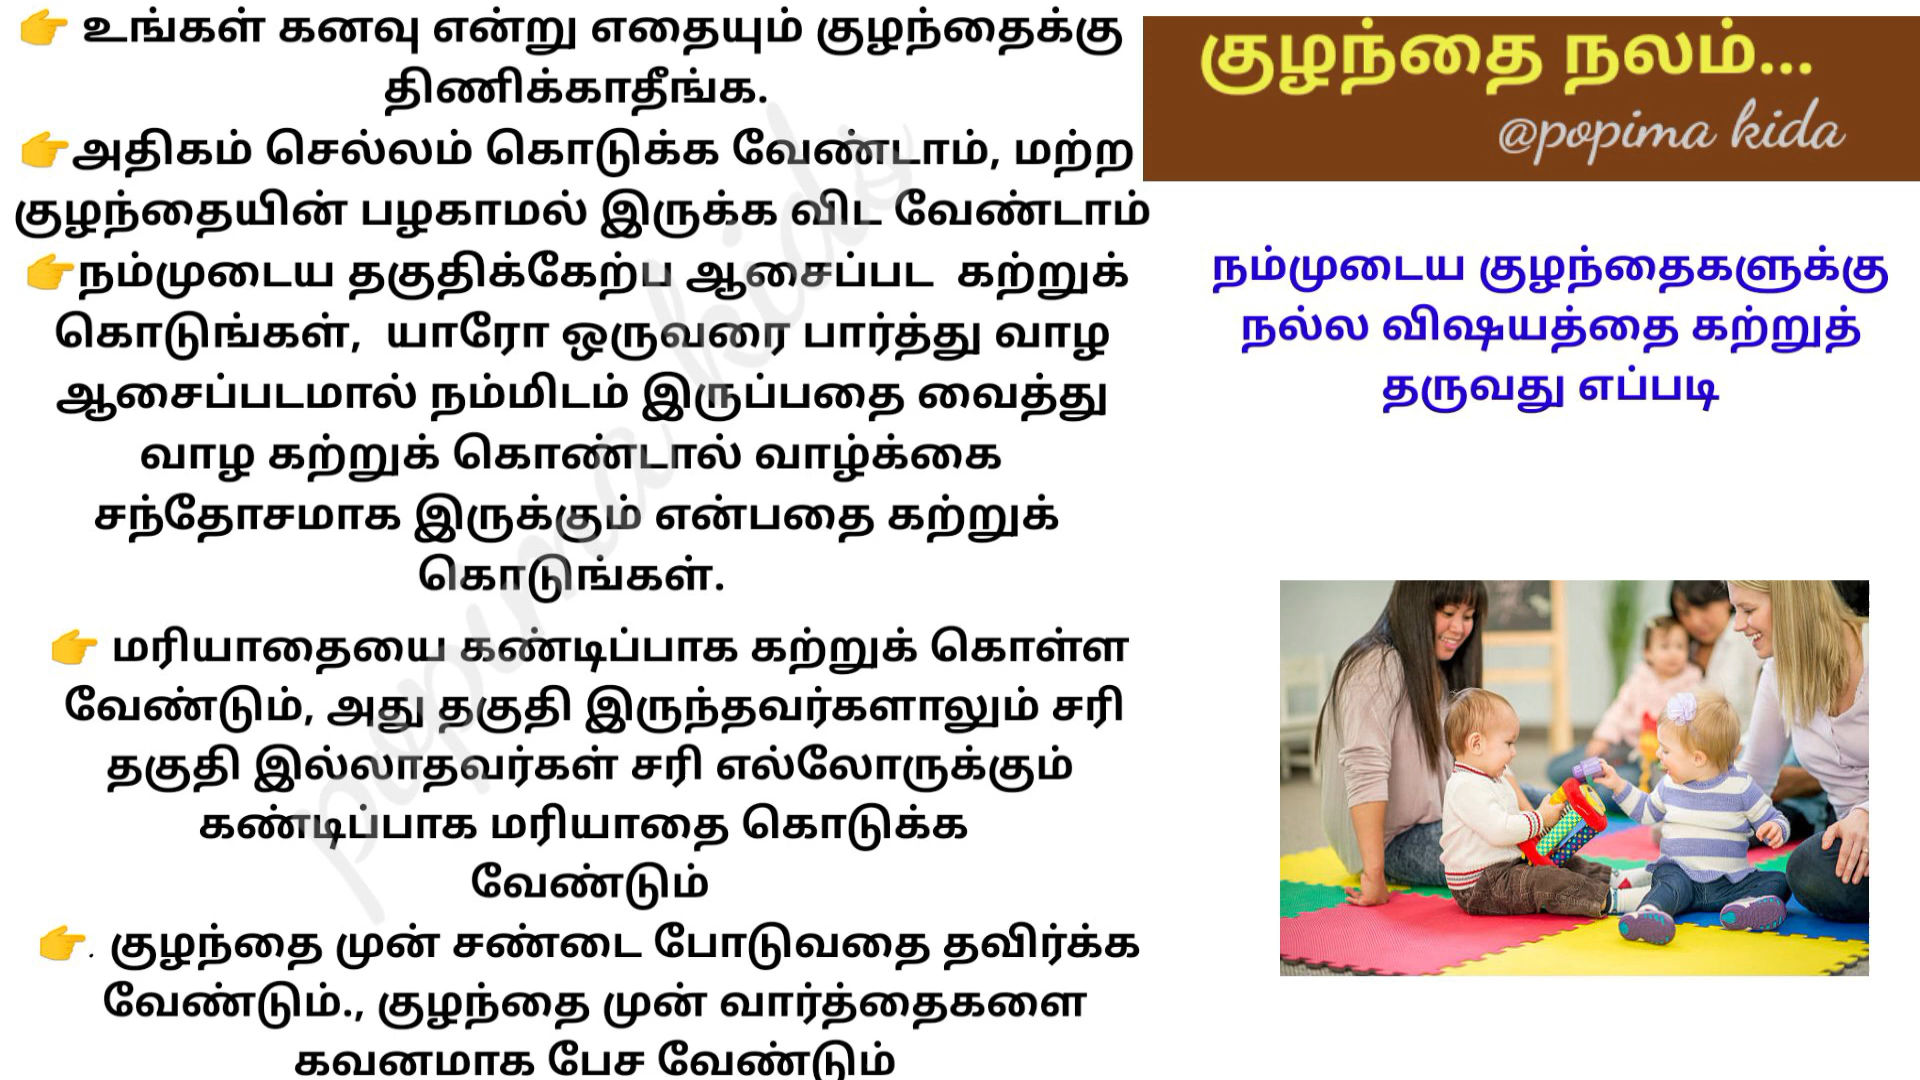 👉 உங்கள் கனவு என்று எதையும் குழந்தைக்கு
திணிக்காதீங்க.
👉அதிகம் செல்லம் கொடுக்க வேண்டாம், மற்ற
குழந்தையின் பழகாமல் இருக்க விட வேண்டாம்
👉நம்முடைய தகுதிக்கேற்ப ஆசைப்பட கற்றுக்
கொடுங்கள், யாரோ ஒருவரை பார்த்து வாழ
ஆசைப்படமால் நம்மிடம் இருப்பதை வைத்து
வாழ கற்றுக் கொண்டால் வாழ்க்கை
சந்தோசமாக இருக்கும் என்பதை கற்றுக்
கொடுங்கள்.
👉 மரியாதையை கண்டிப்பாக கற்றுக் கொள்ள
வேண்டும், அது தகுதி இருந்தவர்களாலும் சரி
தகுதி இல்லாதவர்கள் சரி எல்லோருக்கும்
கண்டிப்பாக மரியாதை கொடுக்க
வேண்டும்
👉. குழந்தை முன் சண்டை போடுவதை தவிர்க்க
வேண்டும்., குழந்தை முன் வார்த்தைகளை
கவனமாக பேச வேண்டும்
popima kids
குழந்தை நலம்...
@popima kida
நம்முடைய குழந்தைகளுக்கு
நல்ல விஷயத்தை கற்றுத்
தருவது எப்படி